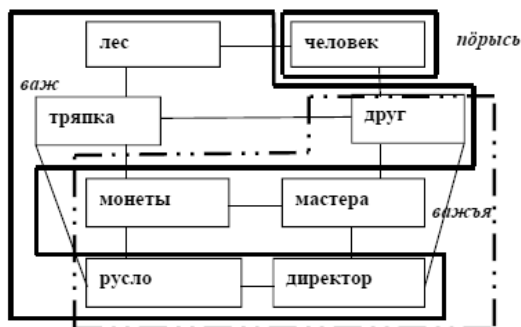 лес человек пöрысь
важ
тряпка друг
монеты мастера
важъя
русло директор